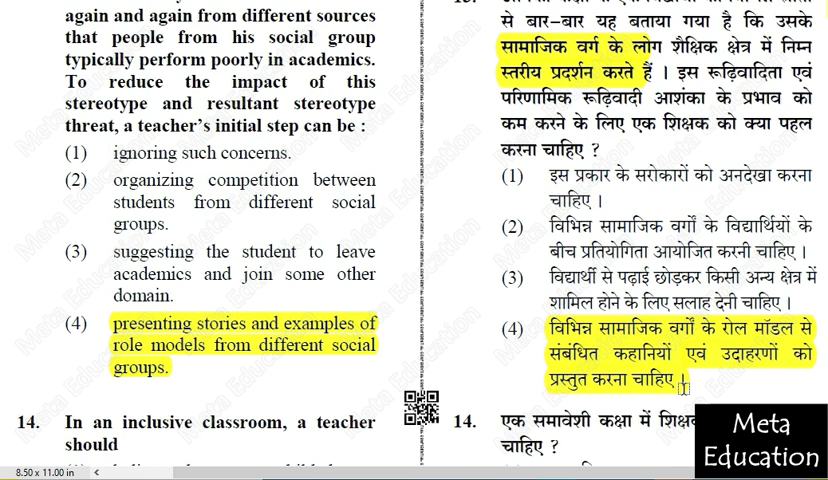 again and again from different sources
that people from his social group
typically perform poorly in academics.
To reduce the impact of this
stereotype and resultant stereotype
threat, a teacher's initial step can be :
(1) ignoring such concerns.
(2) organizing competition between
students from different social
groups.
(3) suggesting the student to leave
academics and join some other
domain.
(4) presenting stories and examples of
role models from different social
groups.
14. In an inclusive classroom, a teacher
should
से बार-बार यह बताया गया है कि उसके
सामाजिक वर्ग के लोग शैक्षिक क्षेत्र में निम्न
स्तरीय प्रदर्शन करते हैं । इस रूढ़िवादिता एवं
परिणामिक रूढ़िवादी आशंका के प्रभाव को
कम करने के लिए एक शिक्षक को क्या पहल
करना चाहिए ?
(1) इस प्रकार के सरोकारों को अनदेखा करना
चाहिए ।
(2) विभिन्न सामाजिक वर्गों के विद्यार्थियों के
बीच प्रतियोगिता आयोजित करनी चाहिए ।
(3) विद्यार्थी से पढ़ाई छोड़कर किसी अन्य क्षेत्र में
शामिल होने के लिए सलाह देनी चाहिए ।
(4) विभिन्न सामाजिक वर्गों के रोल मॉडल से
संबंधित कहानियों एवं उदाहरणों को
प्रस्तुत करना चाहिए ।
14. एक समावेशी कक्षा में
चाहिए ?
Meta
Education
8.50 x 11.00 in